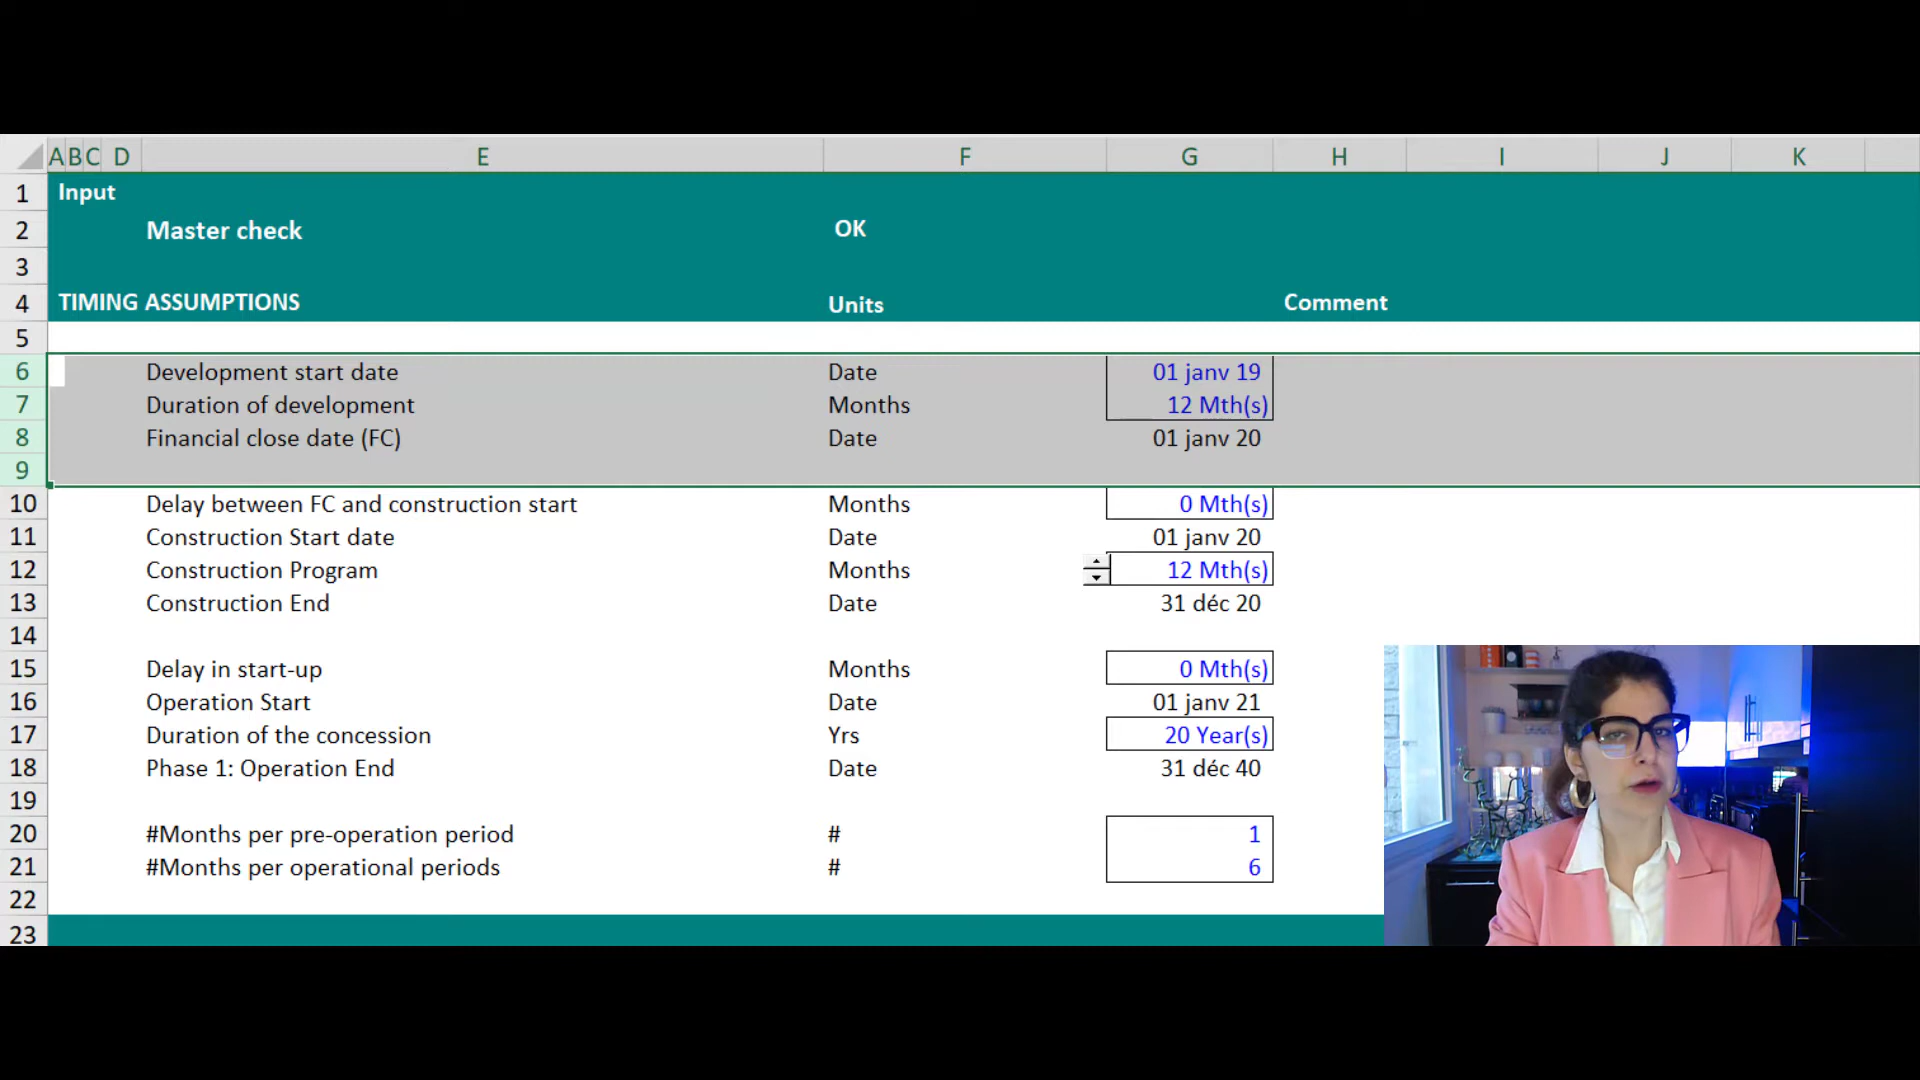 A B C D E F G H I J K
1 Input
2 Master check OK
3
4 TIMING ASSUMPTIONS Units Comment
5
6 Development start date Date 01 janv 19
7 Duration of development Months 12 Mth(s)
8 Financial close date (FC) Date 01 janv 20
9
10 Delay between FC and construction start Months 0 Mth(s)
11 Construction Start date Date 01 janv 20
12 Construction Program Months 12 Mth(s)
13 Construction End Date 31 déc 20
14
15 Delay in start-up Months 0 Mth(s)
16 Operation Start Date 01 janv 21
17 Duration of the concession Yrs 20 Year(s)
18 Phase 1: Operation End Date 31 déc 40
19
20 #Months per pre-operation period # 1
21 #Months per operational periods # 6
22
23